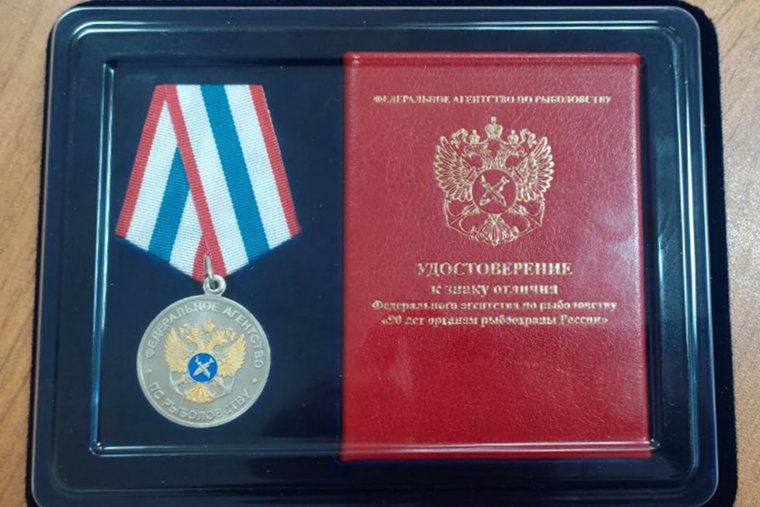 ФЕДЕРАЛЬНОЕ АГЕНТСТВО
ПО РЫБОЛОВСТВУ
ФЕДЕРАЛЬНОЕ АГЕНТСТВО ПО РЫБОЛОВСТВУ
УДОСТОВЕРЕНИЕ
к знаку отличия
Федерального агентства по рыболовству
«90 лет органам рыбоохраны России»